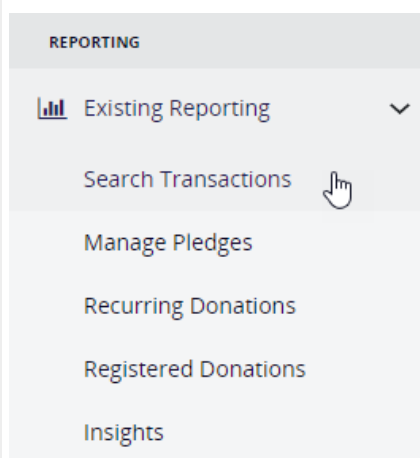 REPORTING
Existing Reporting
Search Transactions
Manage Pledges
Recurring Donations
Registered Donations
Insights